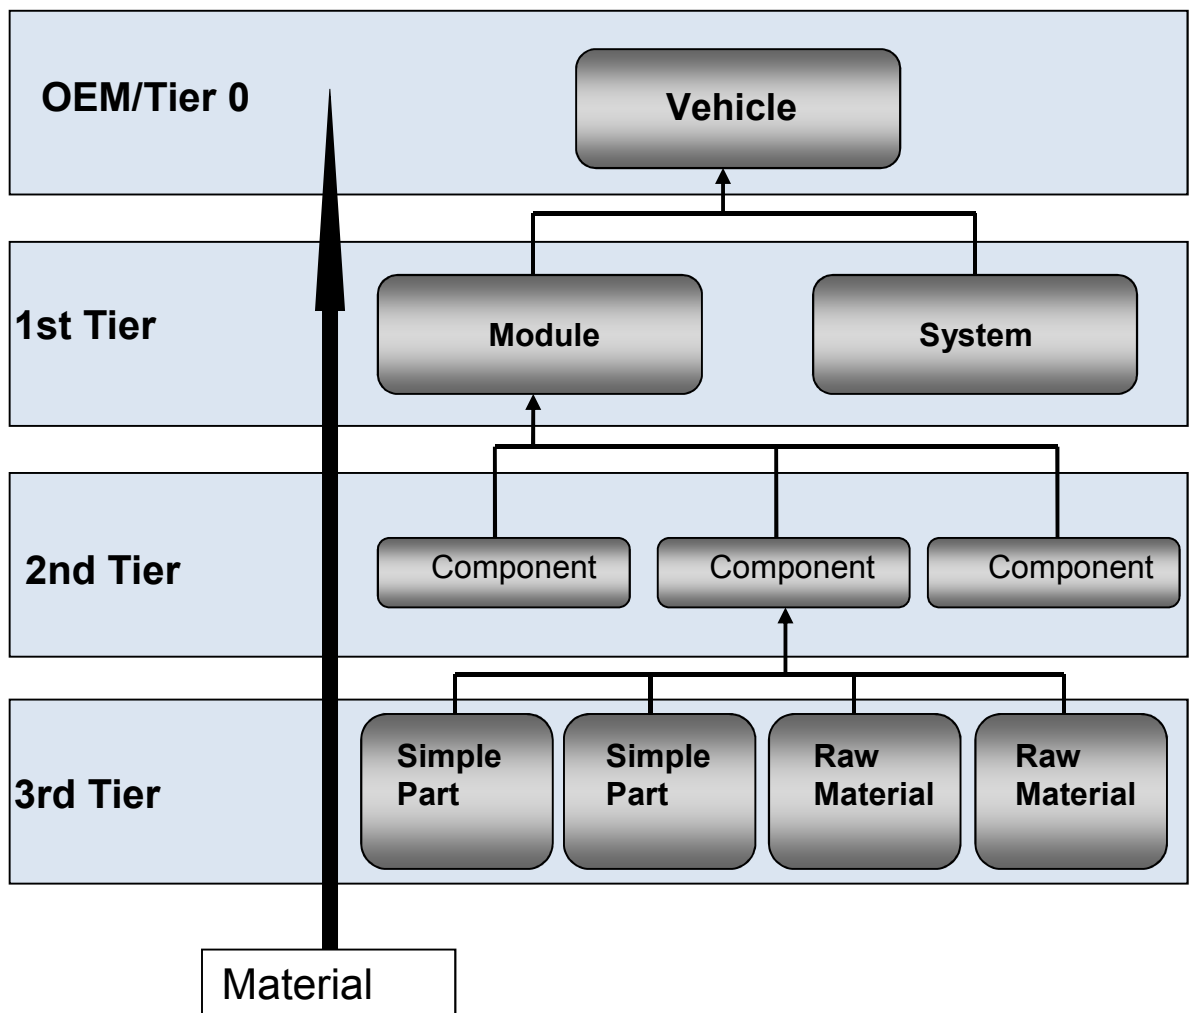 OEM/Tier 0
Vehicle
1st Tier
Module
System
2nd Tier
Component
Component
Component
3rd Tier
Simple
Part
Simple
Part
Raw
Material
Raw
Material
Material